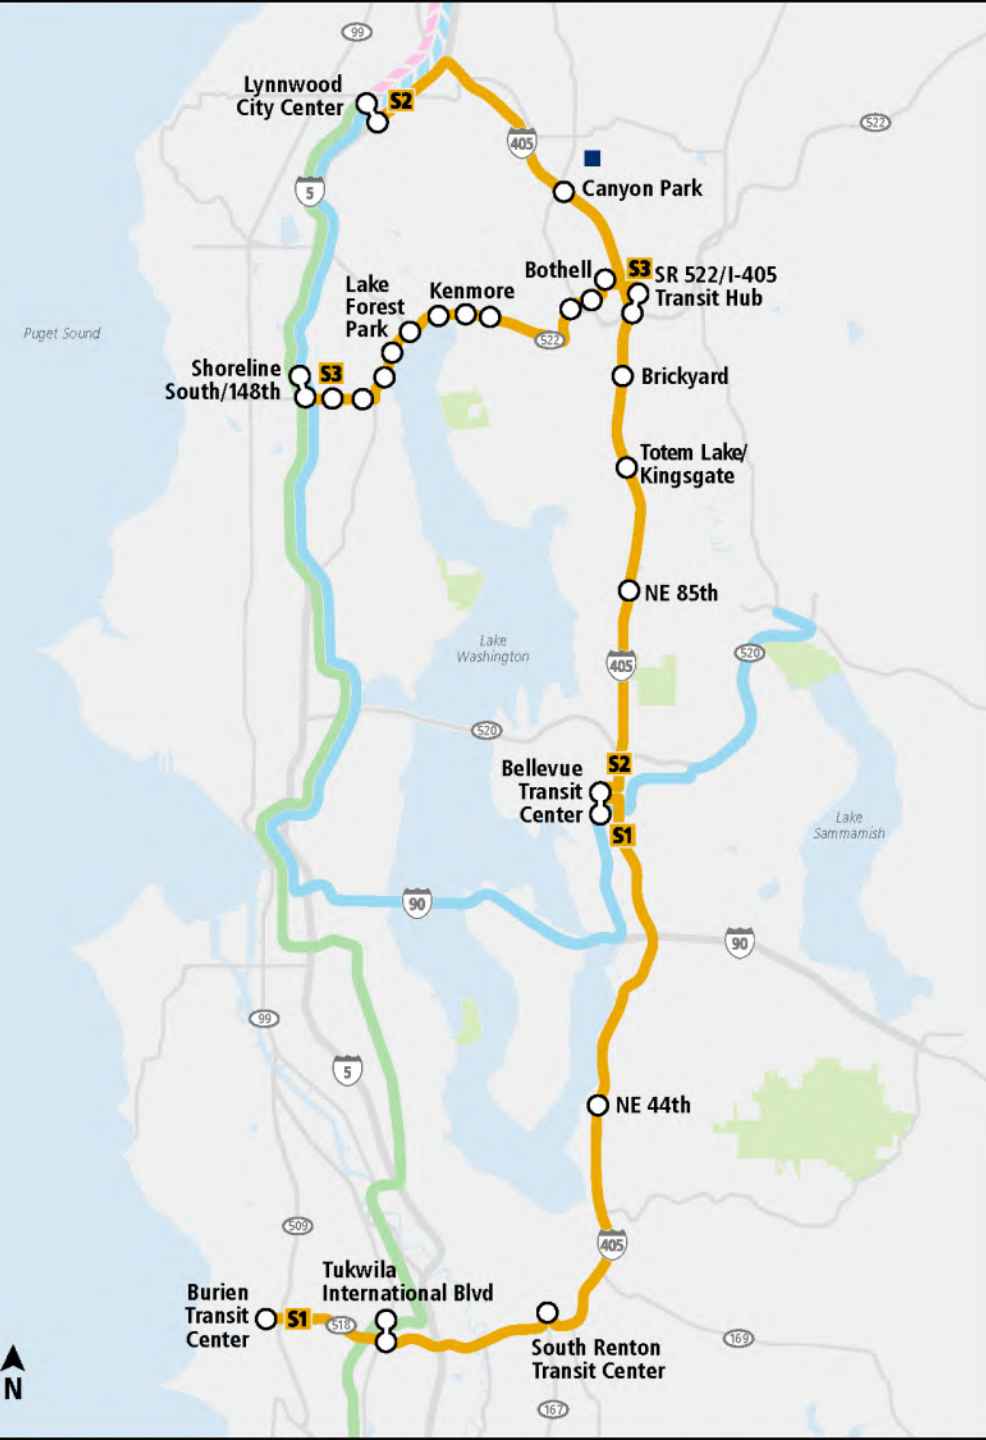 99
Lynnwood
City Center
S2
522
405
5
Canyon Park
Bothell
S3
SR 522/I-405
Transit Hub
Lake
Forest
Park
Kenmore
522
Puget Sound
Shoreline
South/148th
S3
Brickyard
Totem Lake/
Kingsgate
NE 85th
Lake
Washington
405
520
520
S2
Bellevue
Transit
Center
S1
Lake
Sammamish
90
90
99
5
NE 44th
509
405
Tukwila
International Blvd
Burien
Transit
Center
S1
518
South Renton
Transit Center
169
167
N